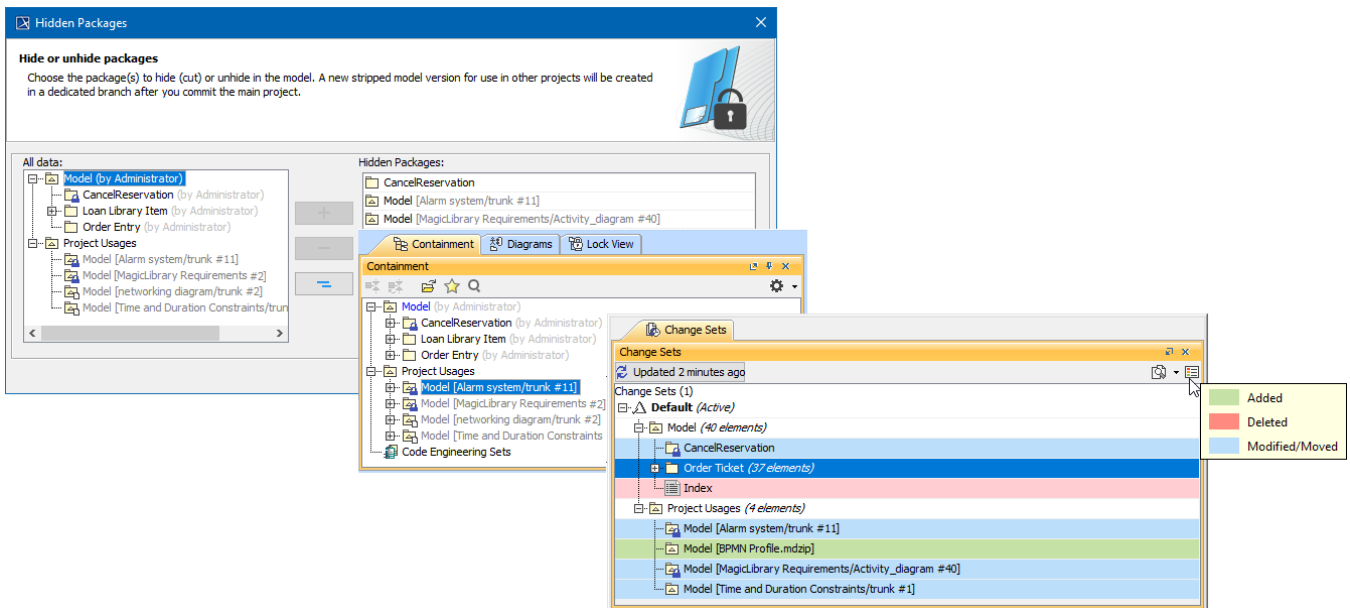 Hidden Packages
Hide or unhide packages
Choose the package(s) to hide (cut) or unhide in the model. A new stripped model version for use in other projects will be created
in a dedicated branch after you commit the main project.
All data:
Model (by Administrator)
CancelReservation (by Administrator)
Loan Library Item (by Administrator)
Order Entry (by Administrator)
Project Usages
Model [Alarm system/trunk #11]
Model [MagicLibrary Requirements #2]
Model [networking diagram/trunk #2]
Model [Time and Duration Constraints/trun
Hidden Packages:
CancelReservation
Model [Alarm system/trunk #11]
Model [MagicLibrary Requirements/Activity_diagram #40]
Containment
Diagrams
Lock View
Containment
Model (by Administrator)
CancelReservation (by Administrator)
Loan Library Item (by Administrator)
Order Entry (by Administrator)
Project Usages
Model [Alarm system/trunk #11]
Model [MagicLibrary Requirements #2]
Model [networking diagram/trunk #2]
Model [Time and Duration Constraints
Code Engineering Sets
Change Sets
Change Sets
Updated 2 minutes ago
Change Sets (1)
Default (Active)
Model (40 elements)
CancelReservation
Order Ticket (37 elements)
Index
Project Usages (4 elements)
Model [Alarm system/trunk #11]
Model [BPMN Profile.mdzip]
Model [MagicLibrary Requirements/Activity_diagram #40]
Model [Time and Duration Constraints/trunk #1]
Added
Deleted
Modified/Moved